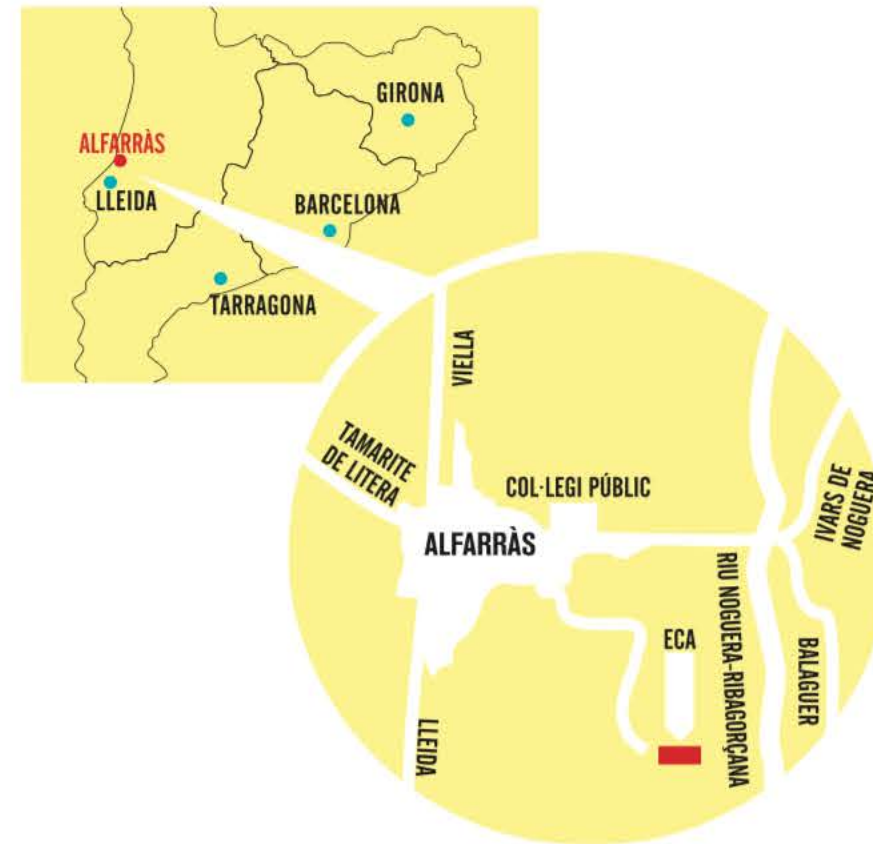 GIRONA
ALFARRÀS
LLEIDA
BARCELONA
TARRAGONA
VIELLA
TAMARITE
DE LITERA
COL·LEGI PÚBLIC
IVARS DE
NOGUERA
ALFARRÀS
RIU NOGUERA-RIBAGORÇANA
ECA
BALAGUER
LLEIDA